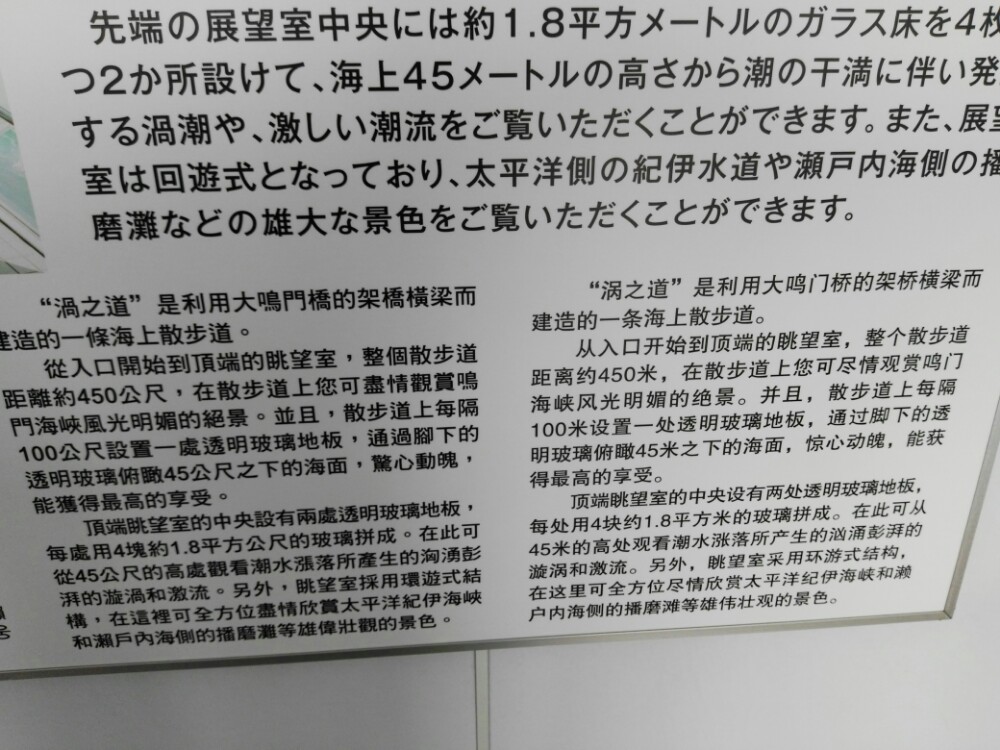 先端の展望室中央には約1.8平方メートルのガラス床を4枚
つ2か所設けて、海上45メートルの高さから潮の干満に伴い発
する渦潮や、激しい潮流をご覧いただくことができます。また、展望
室は回遊式となっており、太平洋側の紀伊水道や瀬戸内海側の播
磨灘などの雄大な景色をご覧いただくことができます。
“渦之道”是利用大鳴門橋的架橋橫梁而
建造的一條海上散步道。
從入口開始到頂端的眺望室，整個散步道
距離約450公尺，在散步道上您可盡情觀賞鳴
門海峽風光明媚的絕景。並且，散步道上每隔
100公尺設置一處透明玻璃地板，通過腳下的
透明玻璃俯瞰45公尺之下的海面，驚心動魄，
能獲得最高的享受。
頂端眺望室的中央設有兩處透明玻璃地板，
每處用4塊約1.8平方公尺的玻璃拼成。在此可
從45公尺的高處觀看潮水漲落所產生的洶湧彭
湃的漩渦和激流。另外，眺望室採用環遊式結
構，在這裡可全方位盡情欣賞太平洋紀伊海峽
和瀨戶內海側的播磨灘等雄偉壯觀的景色。
“涡之道”是利用大鸣门桥的架桥横梁而
建造的一条海上散步道。
从入口开始到顶端的眺望室，整个散步道
距离约450米，在散步道上您可尽情观赏鸣门
海峡风光明媚的绝景。并且，散步道上每隔
100米设置一处透明玻璃地板，通过脚下的透
明玻璃俯瞰45米之下的海面，惊心动魄，能获
得最高的享受。
顶端眺望室的中央设有两处透明玻璃地板，
每处用4块约1.8平方米的玻璃拼成。在此可从
45米的高处观看潮水涨落所产生的汹涌彭湃的
漩涡和激流。另外，眺望室采用环游式结构，
在这里可全方位尽情欣赏太平洋纪伊海峡和濑
户内海侧的播磨滩等雄伟壮观的景色。